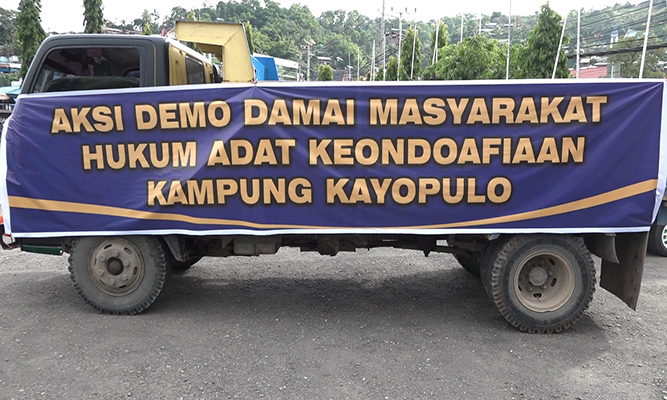 AKSI DEMO DAMAI MASYARAKAT
HUKUM ADAT KEONDOAFIAAN
KAMPUNG KAYOPULO